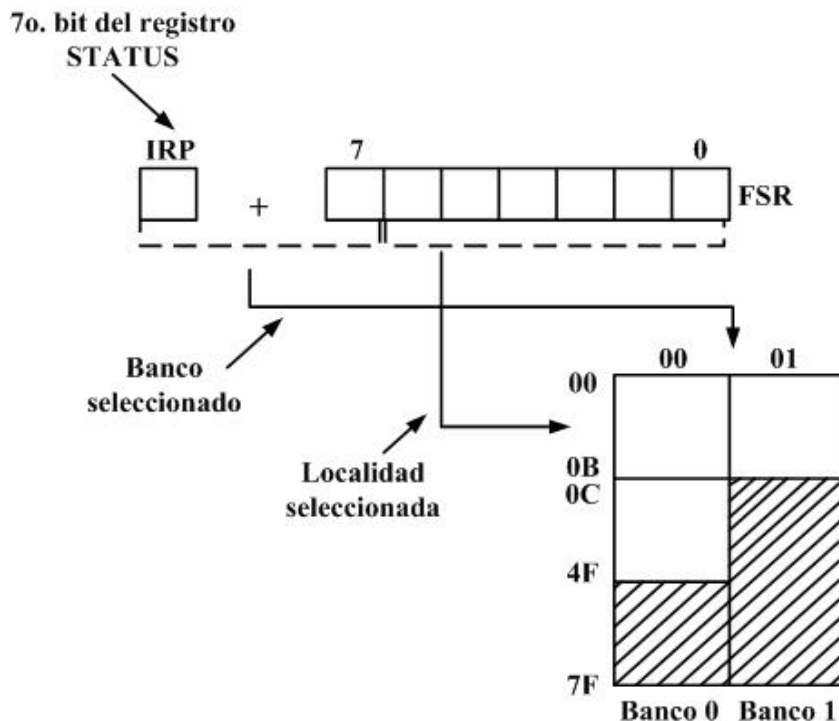 7o. bit del registro
STATUS
IRP
7
0
+
FSR
Banco
seleccionado
Localidad
seleccionada
00
01
00
0B
0C
4F
7F
Banco 0
Banco 1